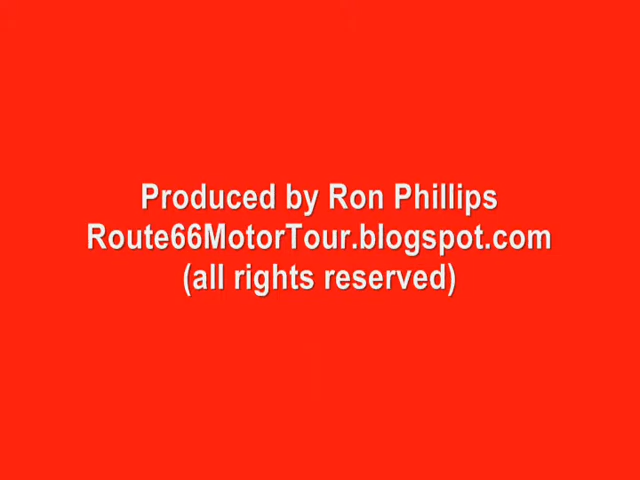 Produced by Ron Phillips
Route66MotorTour.blogspot.com
(all rights reserved)